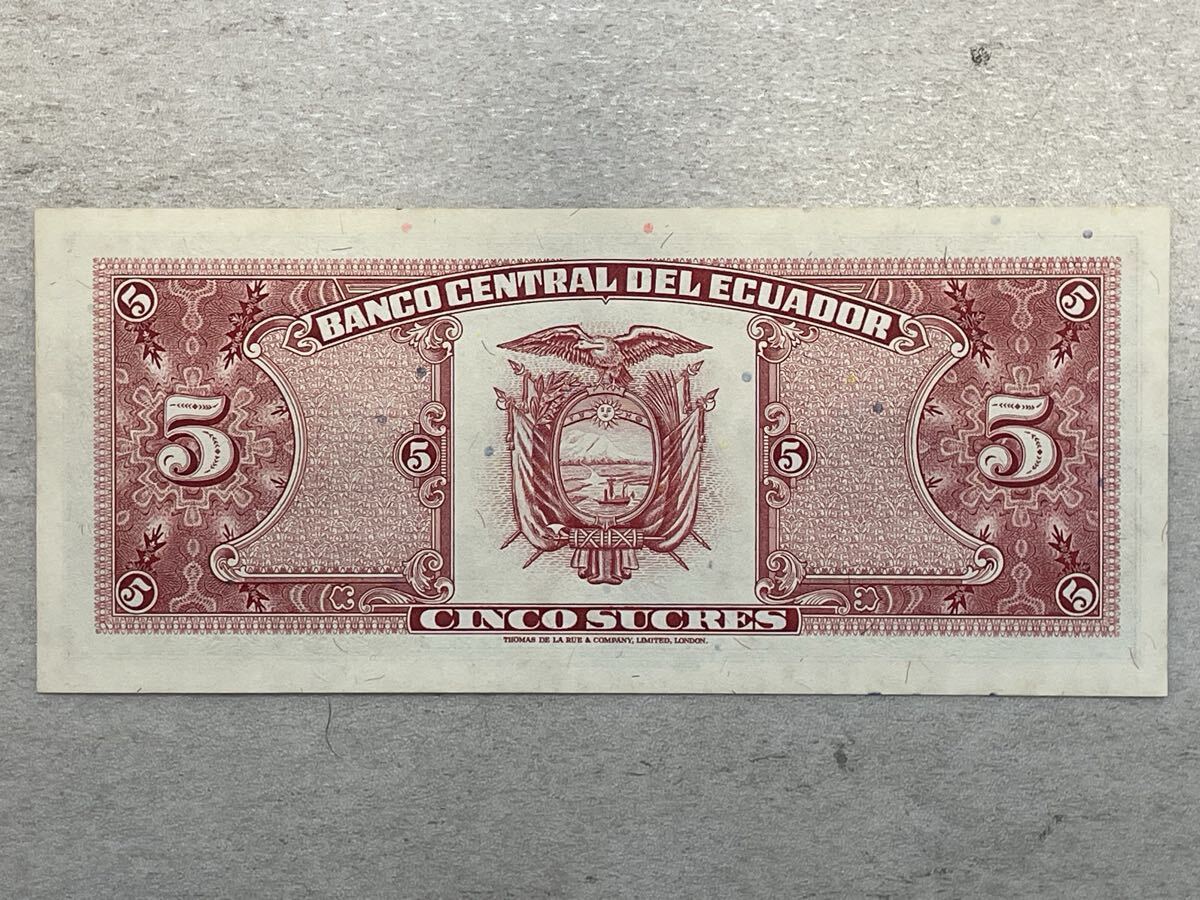 BANCO CENTRAL DEL ECUADOR
5 5
5 5 5 5
5 5
CINCO SUCRES
THOMAS DE LA RUE & COMPANY, LIMITED, LONDON.